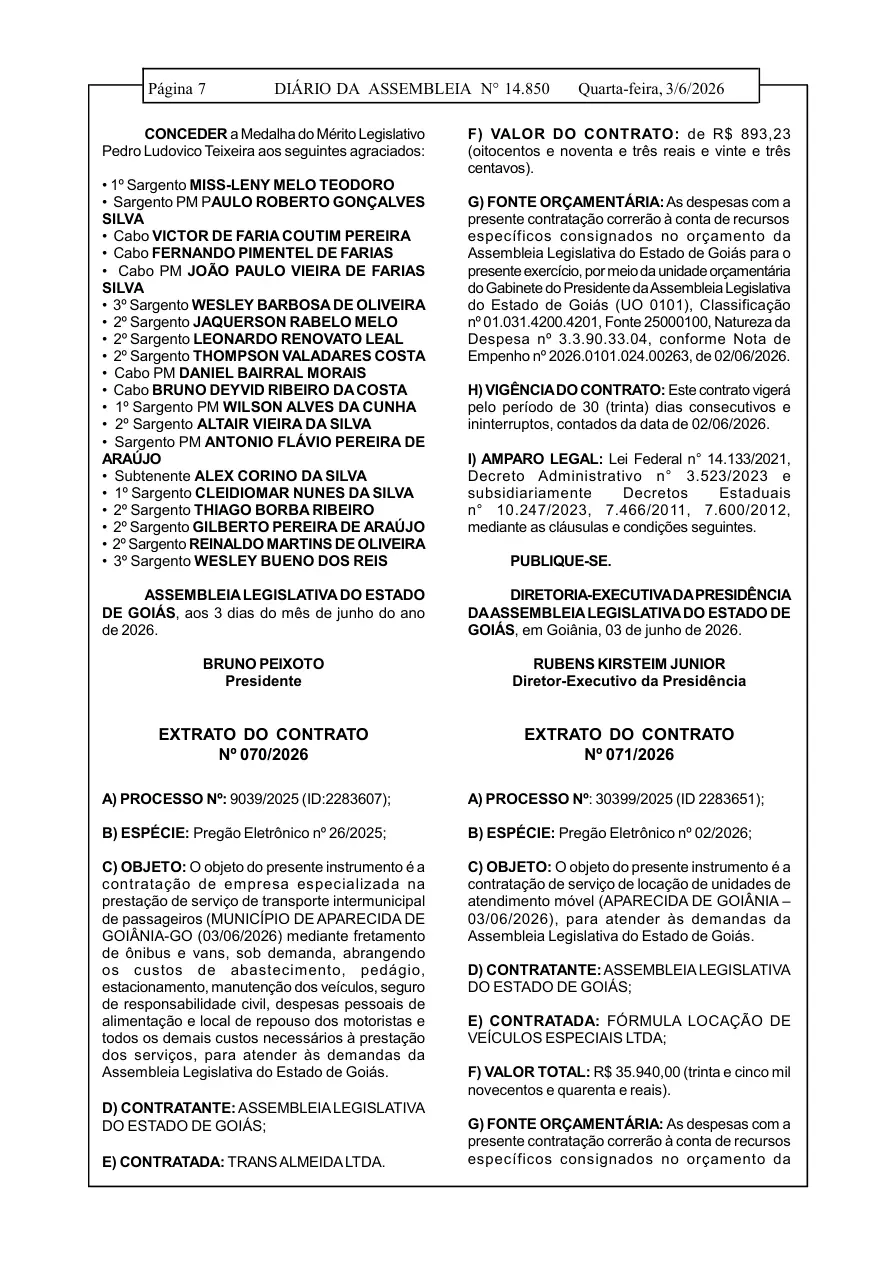 Página 7 DIÁRIO DA ASSEMBLEIA N° 14.850 Quarta-feira, 3/6/2026
CONCEDER a Medalha do Mérito Legislativo
Pedro Ludovico Teixeira aos seguintes agraciados:
• 1º Sargento MISS-LENY MELO TEODORO
• Sargento PM PAULO ROBERTO GONÇALVES
SILVA
• Cabo VICTOR DE FARIA COUTIM PEREIRA
• Cabo FERNANDO PIMENTEL DE FARIAS
• Cabo PM JOÃO PAULO VIEIRA DE FARIAS
SILVA
• 3º Sargento WESLEY BARBOSA DE OLIVEIRA
• 2º Sargento JAQUERSON RABELO MELO
• 2º Sargento LEONARDO RENOVATO LEAL
• 2º Sargento THOMPSON VALADARES COSTA
• Cabo PM DANIEL BAIRRAL MORAIS
• Cabo BRUNO DEYVID RIBEIRO DA COSTA
• 1º Sargento PM WILSON ALVES DA CUNHA
• 2º Sargento ALTAIR VIEIRA DA SILVA
• Sargento PM ANTONIO FLÁVIO PEREIRA DE
ARAÚJO
• Subtenente ALEX CORINO DA SILVA
• 1º Sargento CLEIDIOMAR NUNES DA SILVA
• 2º Sargento THIAGO BORBA RIBEIRO
• 2º Sargento GILBERTO PEREIRA DE ARAÚJO
• 2º Sargento REINALDO MARTINS DE OLIVEIRA
• 3º Sargento WESLEY BUENO DOS REIS
ASSEMBLEIA LEGISLATIVA DO ESTADO
DE GOIÁS, aos 3 dias do mês de junho do ano
de 2026.
BRUNO PEIXOTO
Presidente
EXTRATO DO CONTRATO
Nº 070/2026
A) PROCESSO Nº: 9039/2025 (ID:2283607);
B) ESPÉCIE: Pregão Eletrônico nº 26/2025;
C) OBJETO: O objeto do presente instrumento é a
contratação de empresa especializada na
prestação de serviço de transporte intermunicipal
de passageiros (MUNICÍPIO DE APARECIDA DE
GOIÂNIA-GO (03/06/2026) mediante fretamento
de ônibus e vans, sob demanda, abrangendo
os custos de abastecimento, pedágio,
estacionamento, manutenção dos veículos, seguro
de responsabilidade civil, despesas pessoais de
alimentação e local de repouso dos motoristas e
todos os demais custos necessários à prestação
dos serviços, para atender às demandas da
Assembleia Legislativa do Estado de Goiás.
D) CONTRATANTE: ASSEMBLEIA LEGISLATIVA
DO ESTADO DE GOIÁS;
E) CONTRATADA: TRANS ALMEIDA LTDA.
F) VALOR DO CONTRATO: de R$ 893,23
(oitocentos e noventa e três reais e vinte e três
centavos).
G) FONTE ORÇAMENTÁRIA: As despesas com a
presente contratação correrão à conta de recursos
específicos consignados no orçamento da
Assembleia Legislativa do Estado de Goiás para o
presente exercício, por meio da unidade orçamentária
do Gabinete do Presidente da Assembleia Legislativa
do Estado de Goiás (UO 0101), Classificação
nº 01.031.4200.4201, Fonte 25000100, Natureza da
Despesa nº 3.3.90.33.04, conforme Nota de
Empenho nº 2026.0101.024.00263, de 02/06/2026.
H) VIGÊNCIA DO CONTRATO: Este contrato vigerá
pelo período de 30 (trinta) dias consecutivos e
ininterruptos, contados da data de 02/06/2026.
I) AMPARO LEGAL: Lei Federal n° 14.133/2021,
Decreto Administrativo n° 3.523/2023 e
subsidiariamente Decretos Estaduais
n° 10.247/2023, 7.466/2011, 7.600/2012,
mediante as cláusulas e condições seguintes.
PUBLIQUE-SE.
DIRETORIA-EXECUTIVA DA PRESIDÊNCIA
DA ASSEMBLEIA LEGISLATIVA DO ESTADO DE
GOIÁS, em Goiânia, 03 de junho de 2026.
RUBENS KIRSTEIM JUNIOR
Diretor-Executivo da Presidência
EXTRATO DO CONTRATO
Nº 071/2026
A) PROCESSO Nº: 30399/2025 (ID 2283651);
B) ESPÉCIE: Pregão Eletrônico nº 02/2026;
C) OBJETO: O objeto do presente instrumento é a
contratação de serviço de locação de unidades de
atendimento móvel (APARECIDA DE GOIÂNIA –
03/06/2026), para atender às demandas da
Assembleia Legislativa do Estado de Goiás.
D) CONTRATANTE: ASSEMBLEIA LEGISLATIVA
DO ESTADO DE GOIÁS;
E) CONTRATADA: FÓRMULA LOCAÇÃO DE
VEÍCULOS ESPECIAIS LTDA;
F) VALOR TOTAL: R$ 35.940,00 (trinta e cinco mil
novecentos e quarenta e reais).
G) FONTE ORÇAMENTÁRIA: As despesas com a
presente contratação correrão à conta de recursos
específicos consignados no orçamento da